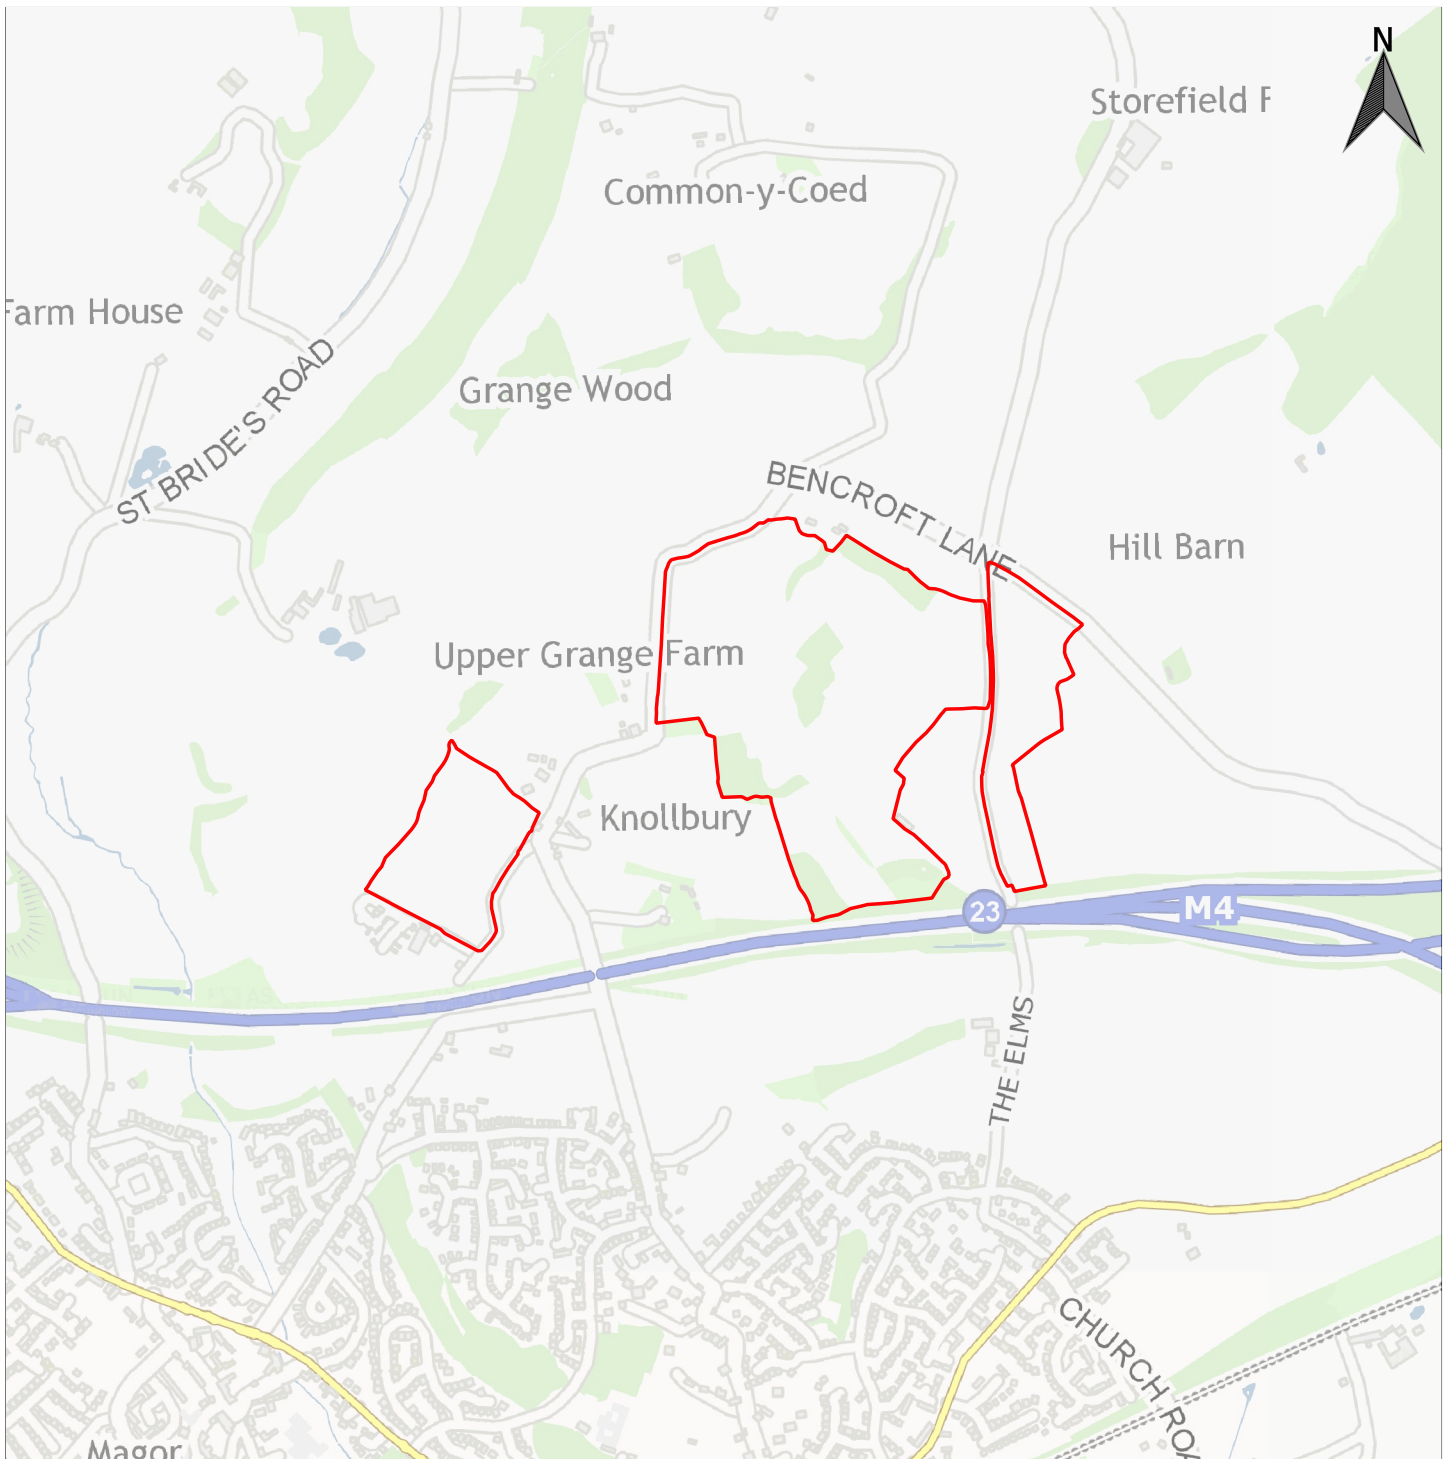 N
Storefield F
Common-y-Coed
Farm House
ST BRIDE'S ROAD
Grange Wood
BENCROFT LANE
Hill Barn
Upper Grange Farm
Knollbury
23
M4
THE ELMS
CHURCH ROA
Magor